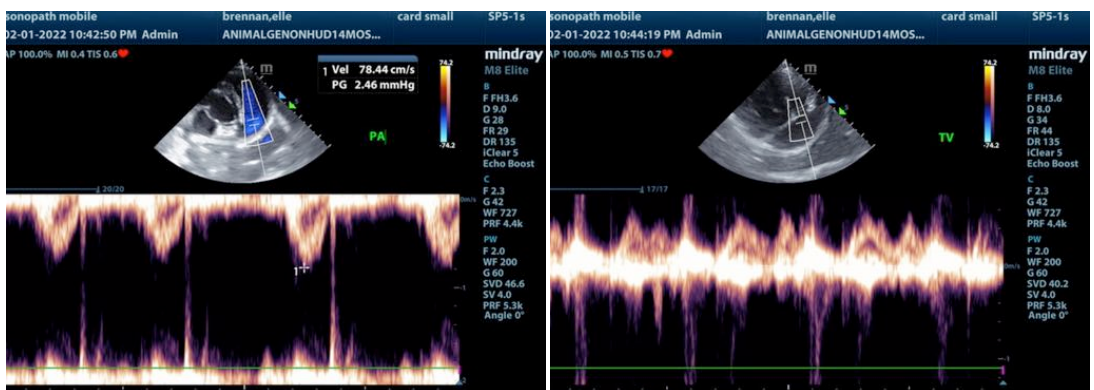 sonopath mobile brennan,elle card small SP5-1s
02-01-2022 10:42:50 PM Admin ANIMALGENONHUD14MOS...
AP 100.0% MI 0.4 TIS 0.6
1 Vel 78.44 cm/s
PG 2.46 mmHg
74.2
mindray
M8 Elite
B
F FH3.6
D 9.0
G 28
FR 29
DR 135
iClear 5
Echo Boost
PA
-74.2
C
F 2.3
G 42
WF 727
PRF 4.4k
20/20
0m/s
PW
F 2.0
WF 200
G 60
SVD 46.6
SV 4.0
PRF 5.3k
Angle 0°
1
-1
sonopath mobile brennan,elle card small SP5-1s
02-01-2022 10:44:19 PM Admin ANIMALGENONHUD14MOS...
AP 100.0% MI 0.5 TIS 0.7
74.2
mindray
M8 Elite
B
F FH3.6
D 8.0
G 34
FR 44
DR 135
iClear 5
Echo Boost
TV
-74.2
C
F 2.3
G 42
WF 727
PRF 4.4k
17/17
0m/s
PW
F 2.0
WF 200
G 60
SVD 40.2
SV 4.0
PRF 5.3k
Angle 0°
-1